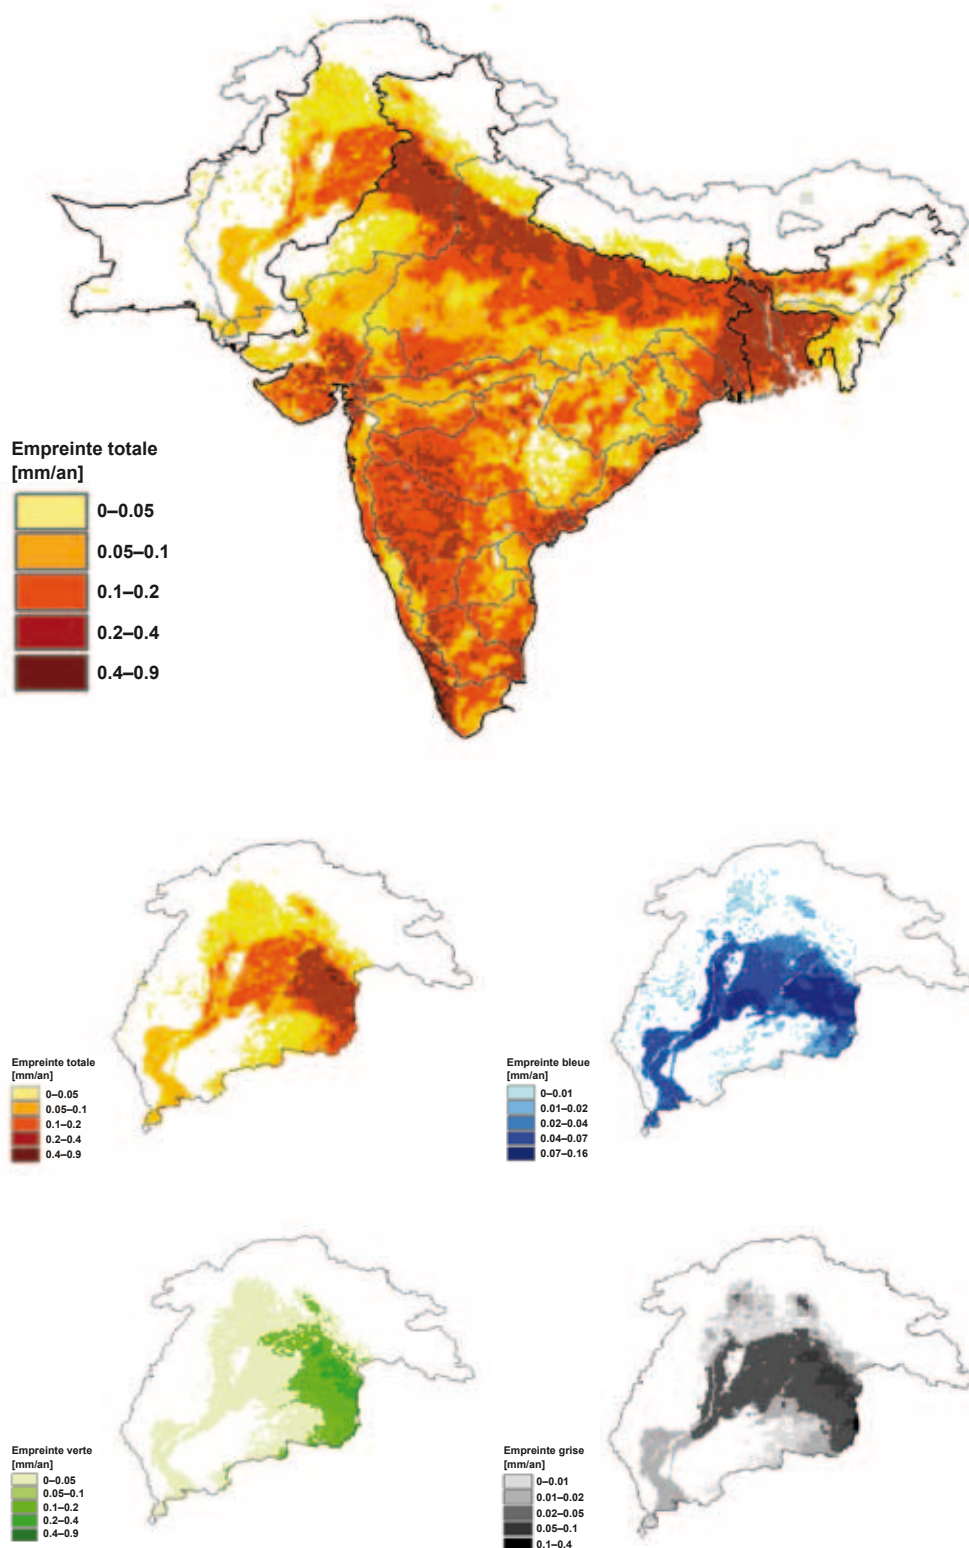 Empreinte totale
[mm/an]
0–0.05
0.05–0.1
0.1–0.2
0.2–0.4
0.4–0.9
Empreinte totale
[mm/an]
0–0.05
0.05–0.1
0.1–0.2
0.2–0.4
0.4–0.9
Empreinte bleue
[mm/an]
0–0.01
0.01–0.02
0.02–0.04
0.04–0.07
0.07–0.16
Empreinte verte
[mm/an]
0–0.05
0.05–0.1
0.1–0.2
0.2–0.4
0.4–0.9
Empreinte grise
[mm/an]
0–0.01
0.01–0.02
0.02–0.05
0.05–0.1
0.1–0.4